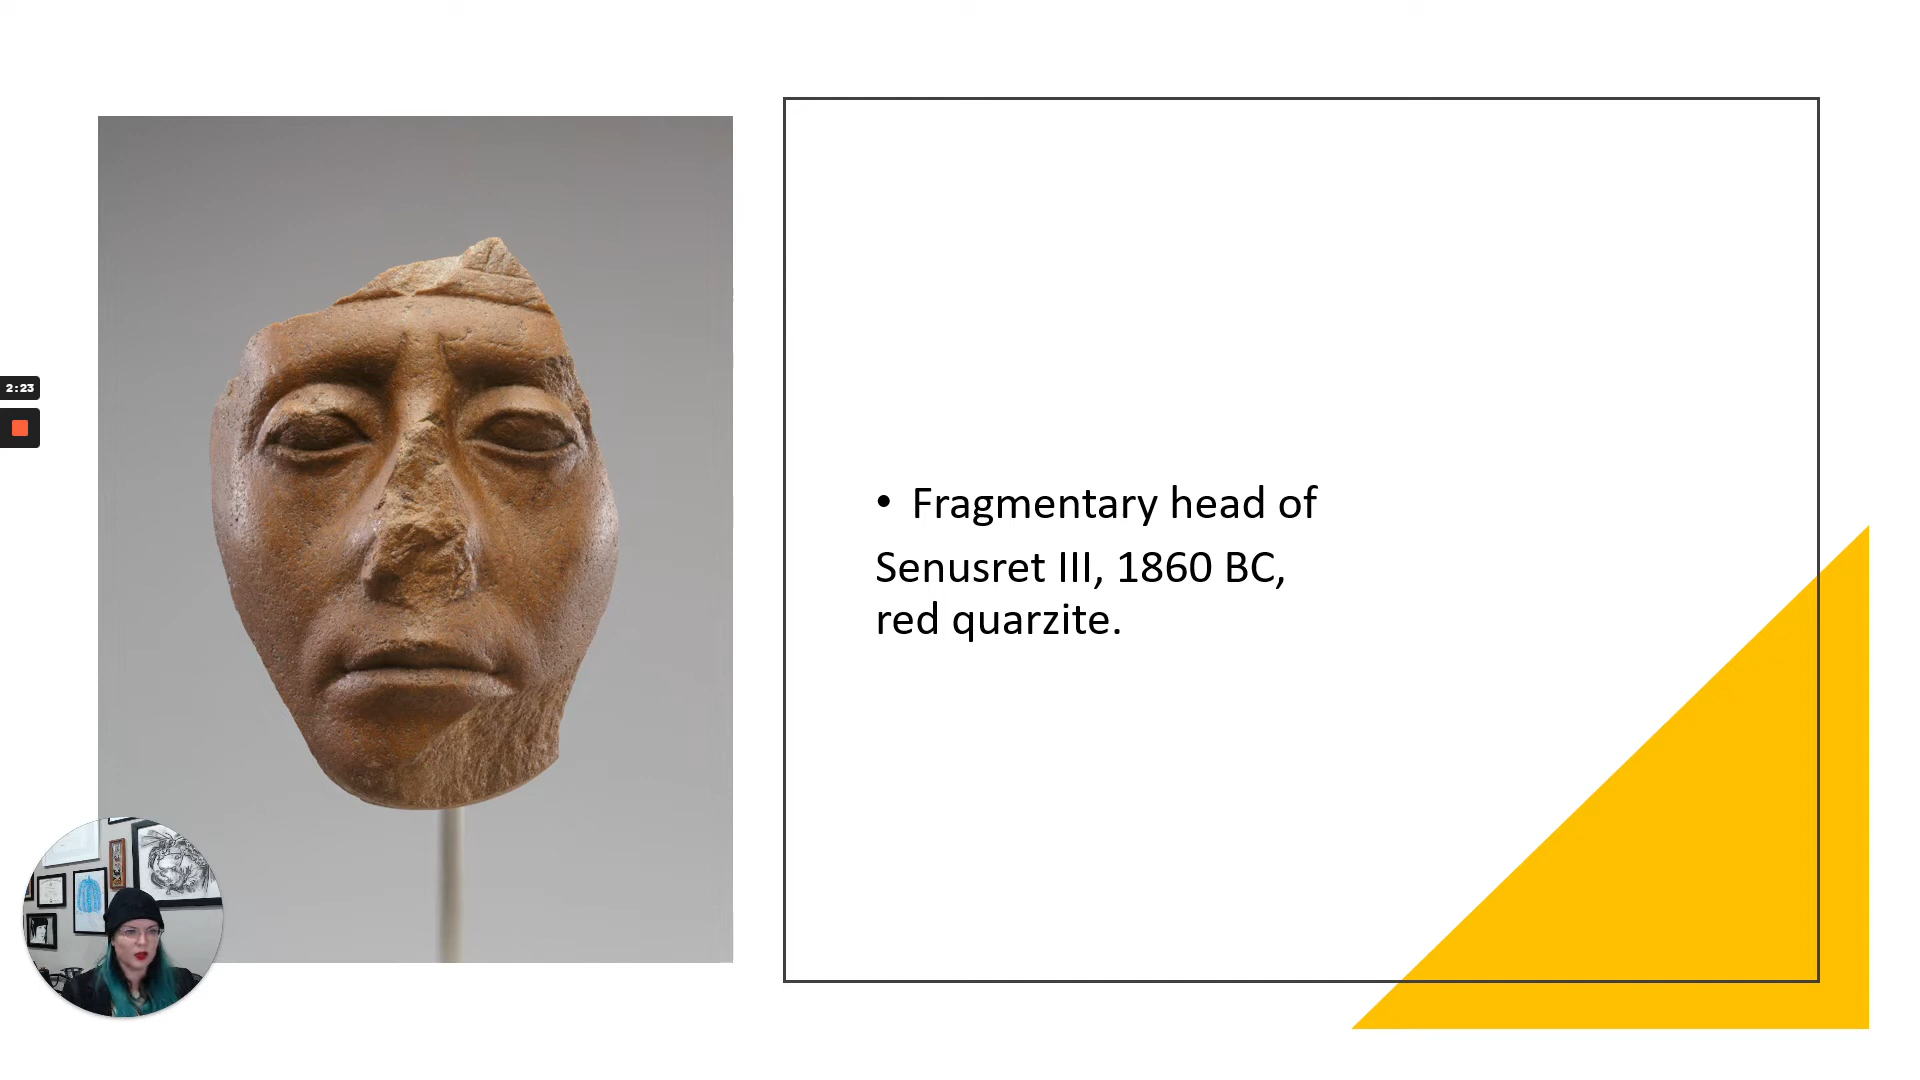 2:23
• Fragmentary head of
Senusret III, 1860 BC,
red quarzite.